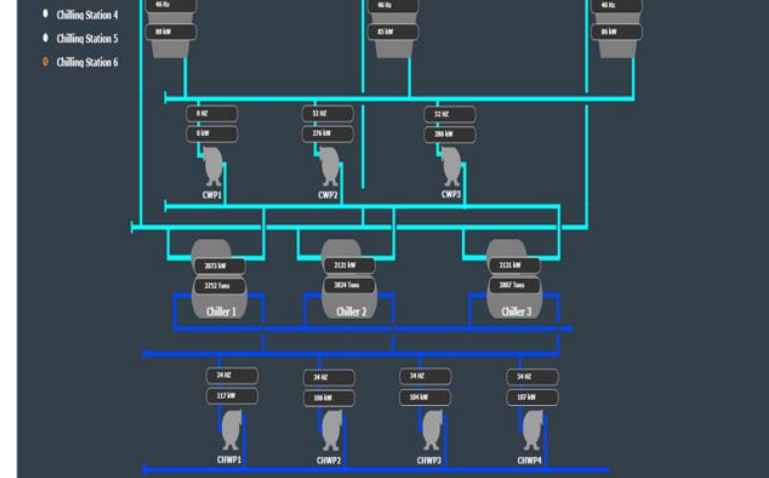 Chilling Station 4
Chilling Station 5
Chilling Station 6
46 Hz
46 Hz
46 Hz
88 kW
85 kW
86 kW
0 HZ
52 HZ
52 HZ
0 kW
276 kW
286 kW
CWP1
CWP2
CWP3
2073 kW
2121 kW
2131 kW
3752 Tons
3824 Tons
3807 Tons
Chiller 1
Chiller 2
Chiller 3
34 HZ
34 HZ
34 HZ
34 HZ
117 kW
106 kW
104 kW
107 kW
CHWP1
CHWP2
CHWP3
CHWP4